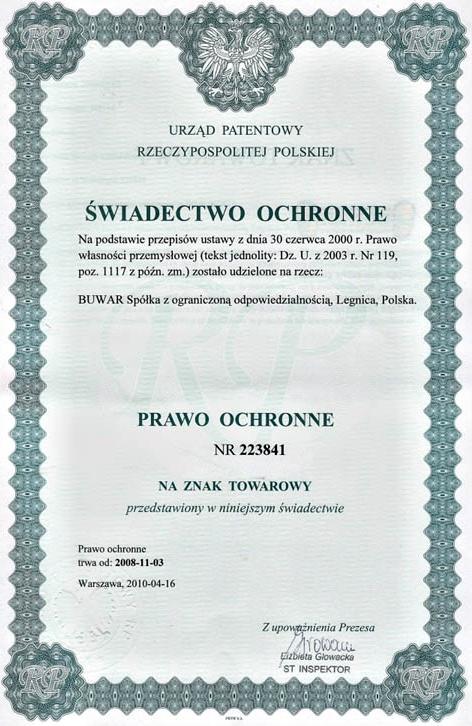 URZĄD PATENTOWY
RZECZYPOSPOLITEJ POLSKIEJ
ŚWIADECTWO OCHRONNE
Na podstawie przepisów ustawy z dnia 30 czerwca 2000 r. Prawo
własności przemysłowej (tekst jednolity: Dz. U. z 2003 r. Nr 119,
poz. 1117 z późn. zm.) zostało udzielone na rzecz:
BUWAR Spółka z ograniczoną odpowiedzialnością, Legnica, Polska.
RP
PRAWO OCHRONNE
NR 223841
NA ZNAK TOWAROWY
przedstawiony w niniejszym świadectwie
Prawo ochronne
trwa od: 2008-11-03
Warszawa, 2010-04-16
Z upoważnienia Prezesa
Elżbieta Głowacka
ST INSPEKTOR